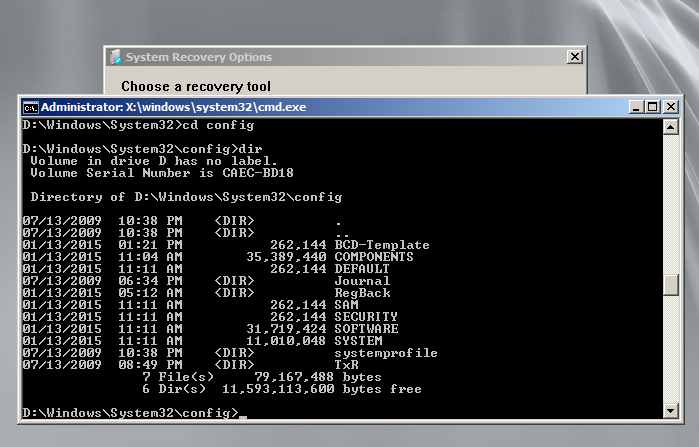 System Recovery Options
Choose a recovery tool
Administrator: X:\windows\system32\cmd.exe
D:\Windows\System32>cd config
D:\Windows\System32\config>dir
Volume in drive D has no label.
Volume Serial Number is CAEC-BD18
Directory of D:\Windows\System32\config
07/13/2009  10:38 PM    <DIR>          .
07/13/2009  10:38 PM    <DIR>          ..
01/13/2015  01:21 PM           262,144 BCD-Template
01/13/2015  11:04 AM        35,389,440 COMPONENTS
01/13/2015  11:11 AM           262,144 DEFAULT
07/13/2009  06:34 PM    <DIR>          Journal
01/13/2015  05:12 AM    <DIR>          RegBack
01/13/2015  11:11 AM           262,144 SAM
01/13/2015  11:11 AM           262,144 SECURITY
01/13/2015  11:11 AM        31,719,424 SOFTWARE
01/13/2015  11:11 AM        11,010,048 SYSTEM
07/13/2009  10:38 PM    <DIR>          systemprofile
07/13/2009  08:49 PM    <DIR>          TxR
7 File(s)     79,167,488 bytes
6 Dir(s)  11,593,113,600 bytes free
D:\Windows\System32\config>_